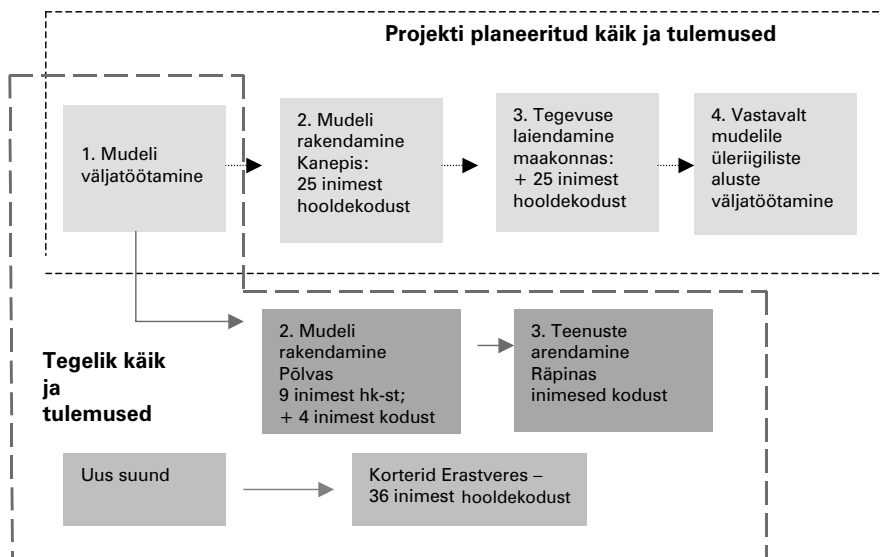 Projekti planeeritud käik ja tulemused
1. Mudeli
väljatöötamine
2. Mudeli
rakendamine
Kanepis:
25 inimest
hooldekodust
3. Tegevuse
laiendamine
maakonnas:
+ 25 inimest
hooldekodust
4. Vastavalt
mudelile
üleriigiliste
aluste
väljatöötamine
Tegelik käik
ja
tulemused
2. Mudeli
rakendamine
Põlvas
9 inimest hk-st;
+ 4 inimest kodust
3. Teenuste
arendamine
Räpinas
inimesed kodust
Uus suund
Korterid Erastveres –
36 inimest hooldekodust